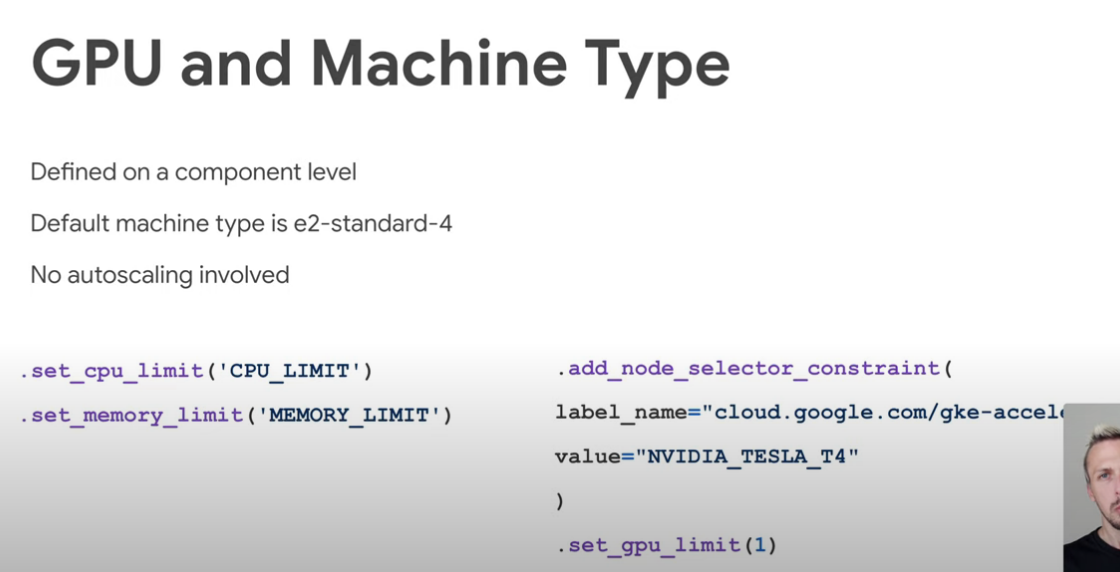 GPU and Machine Type
Defined on a component level
Default machine type is e2-standard-4
No autoscaling involved
.set_cpu_limit('CPU_LIMIT')
.set_memory_limit('MEMORY_LIMIT')
.add_node_selector_constraint(
label_name="cloud.google.com/gke-accel
value="NVIDIA_TESLA_T4"
)
.set_gpu_limit(1)